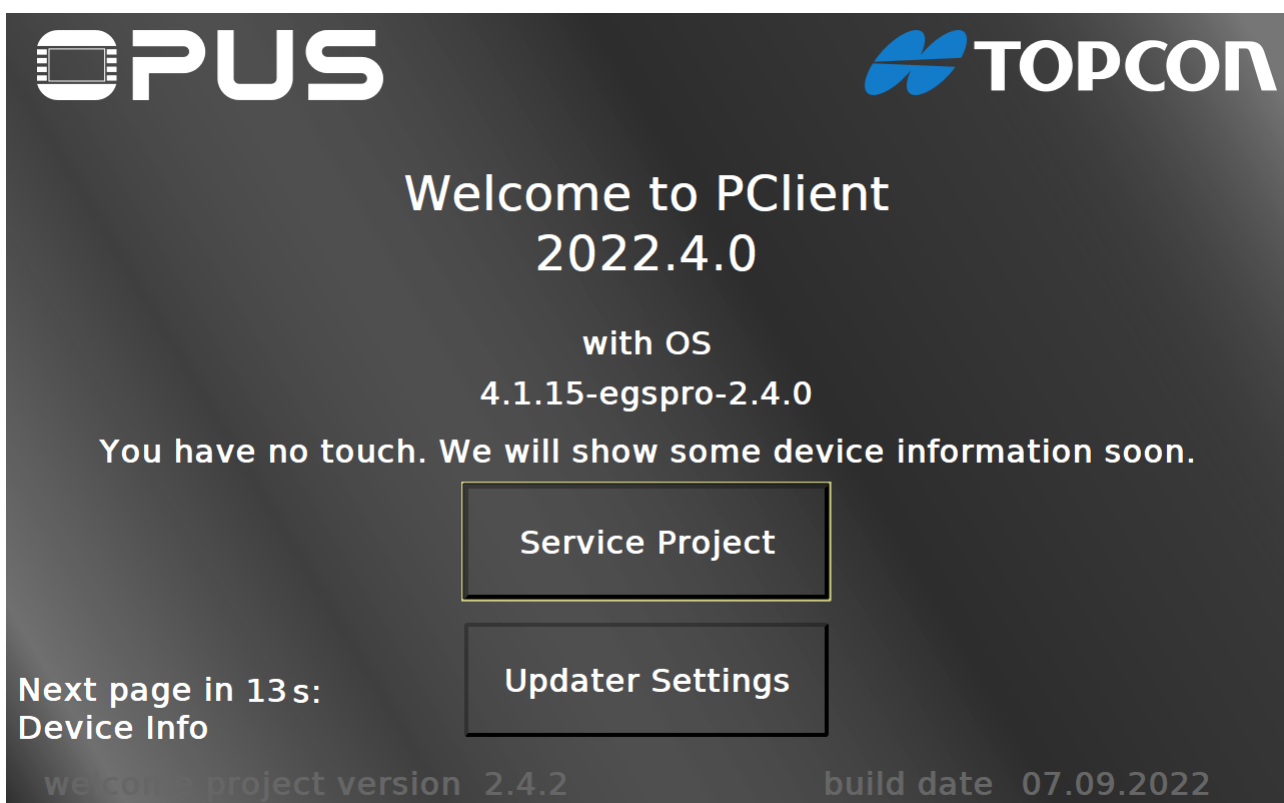 OPUS
TOPCON
Welcome to PClient
2022.4.0
with OS
4.1.15-egspro-2.4.0
You have no touch. We will show some device information soon.
Service Project
Updater Settings
Next page in 13 s:
Device Info
welcome project version 2.4.2
build date 07.09.2022